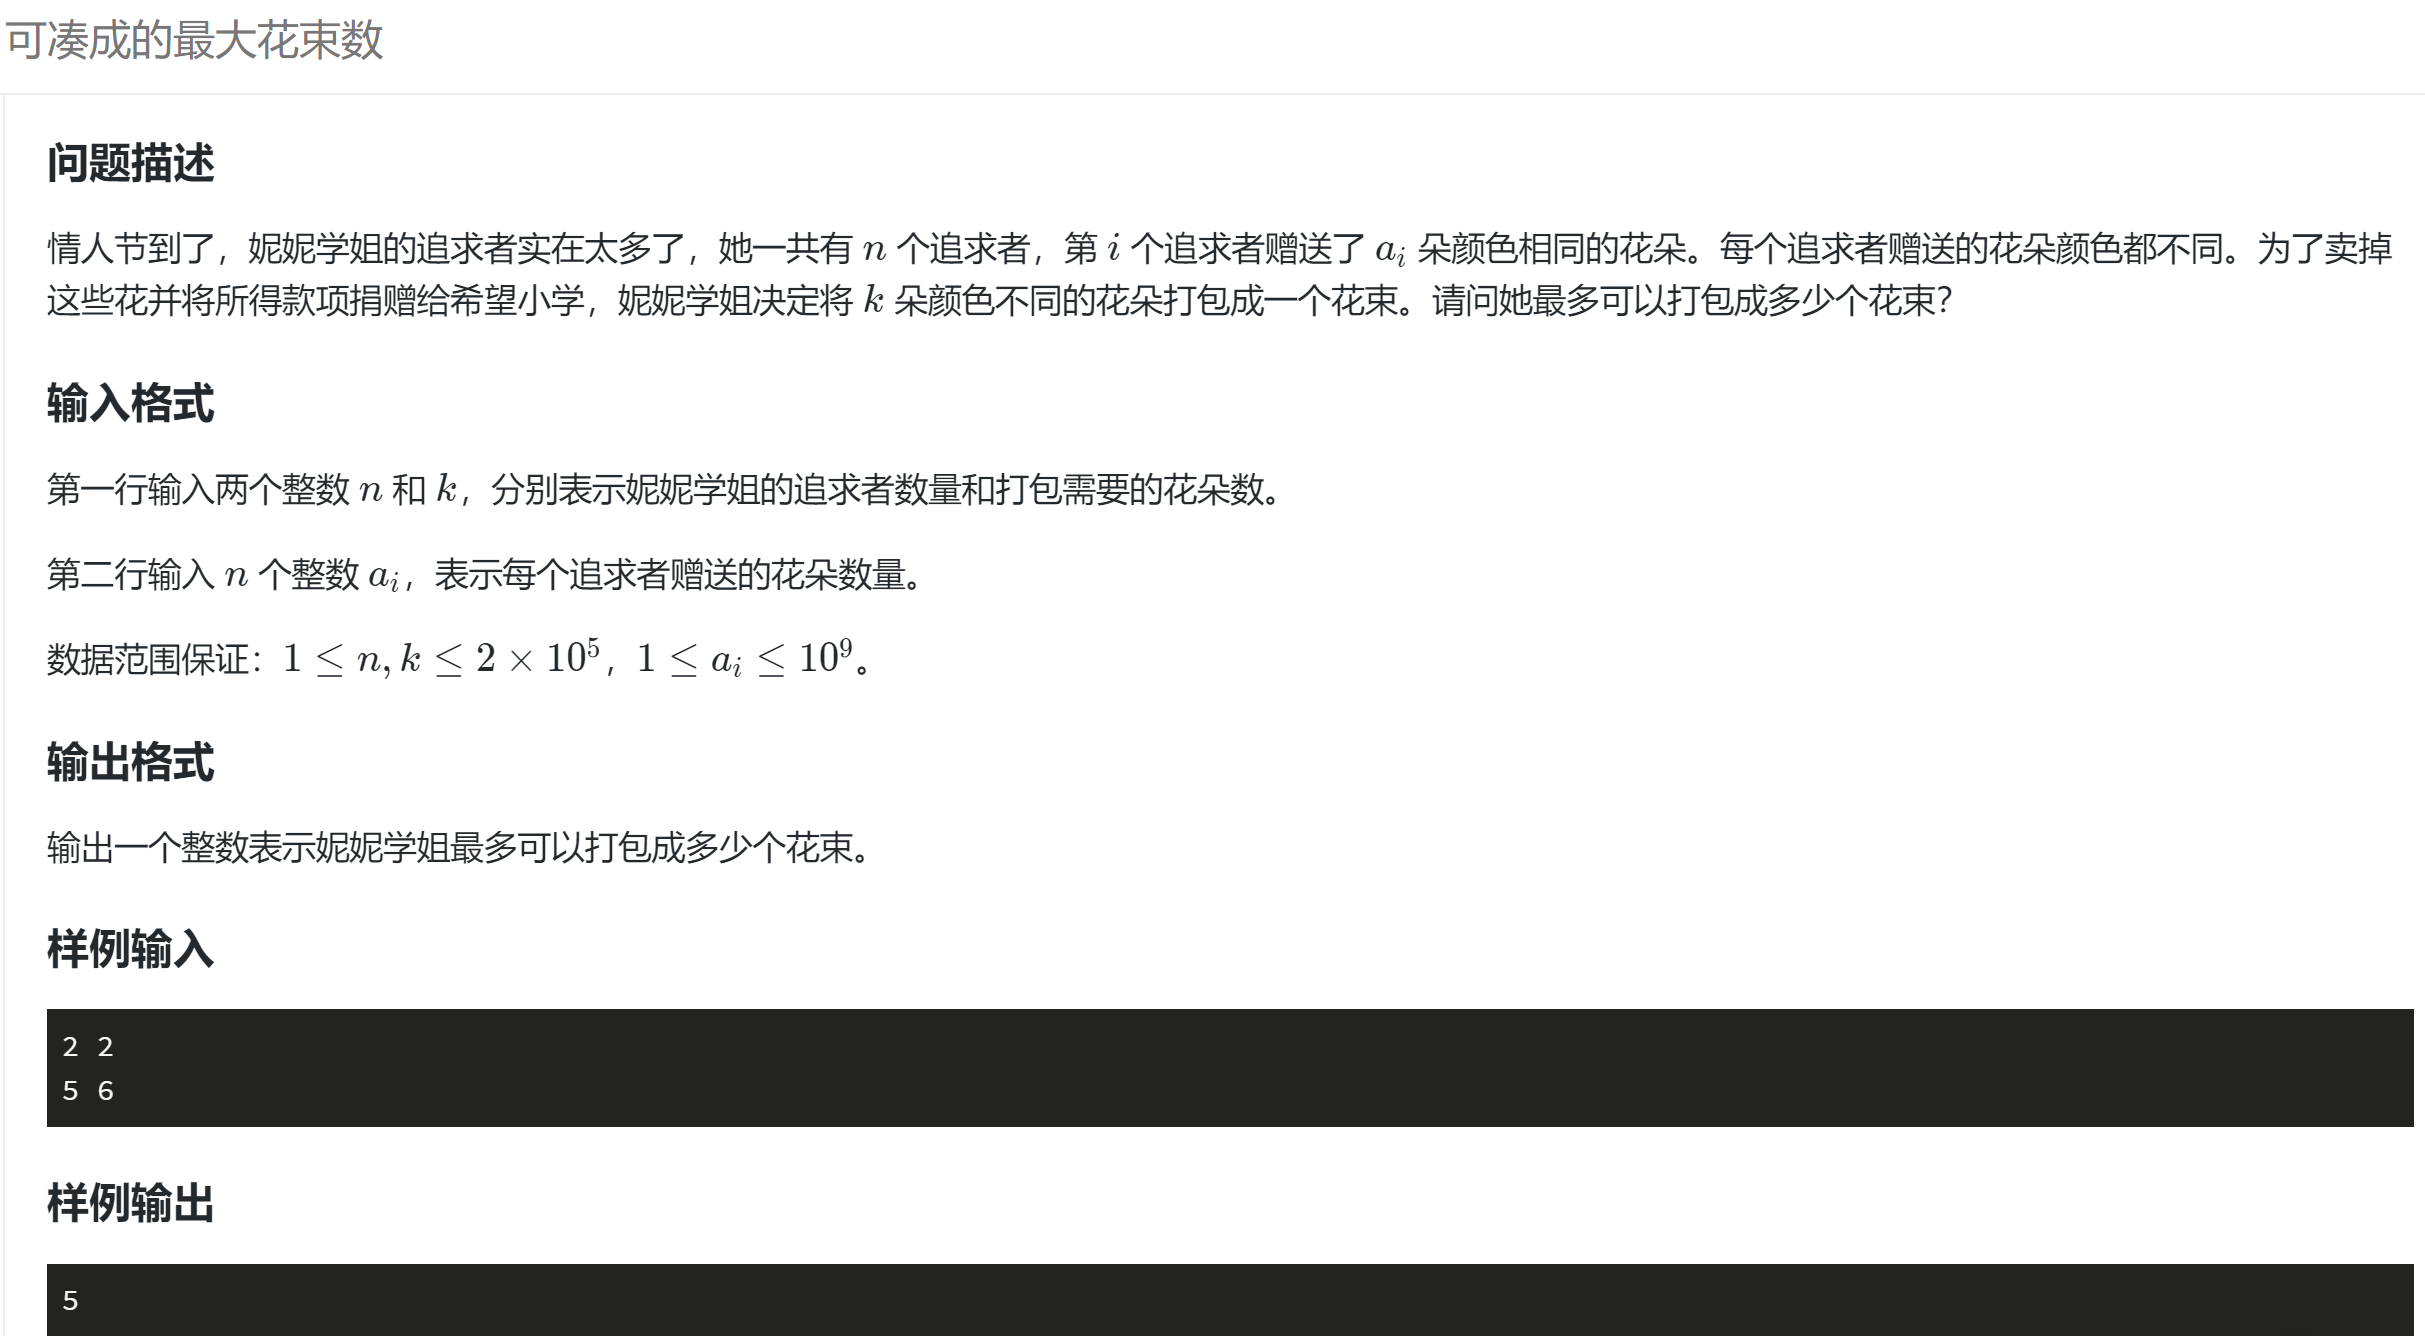 可凑成的最大花束数
问题描述
情人节到了，妮妮学姐的追求者实在太多了，她一共有 n 个追求者，第 i 个追求者赠送了 a_i 朵颜色相同的花朵。每个追求者赠送的花朵颜色都不同。为了卖掉
这些花并将所得款项捐赠给希望小学，妮妮学姐决定将 k 朵颜色不同的花朵打包成一个花束。请问她最多可以打包成多少个花束？
输入格式
第一行输入两个整数 n 和 k，分别表示妮妮学姐的追求者数量和打包需要的花朵数。
第二行输入 n 个整数 a_i，表示每个追求者赠送的花朵数量。
数据范围保证：1 ≤ n, k ≤ 2 × 10^5，1 ≤ a_i ≤ 10^9。
输出格式
输出一个整数表示妮妮学姐最多可以打包成多少个花束。
样例输入
2 2
5 6
样例输出
5